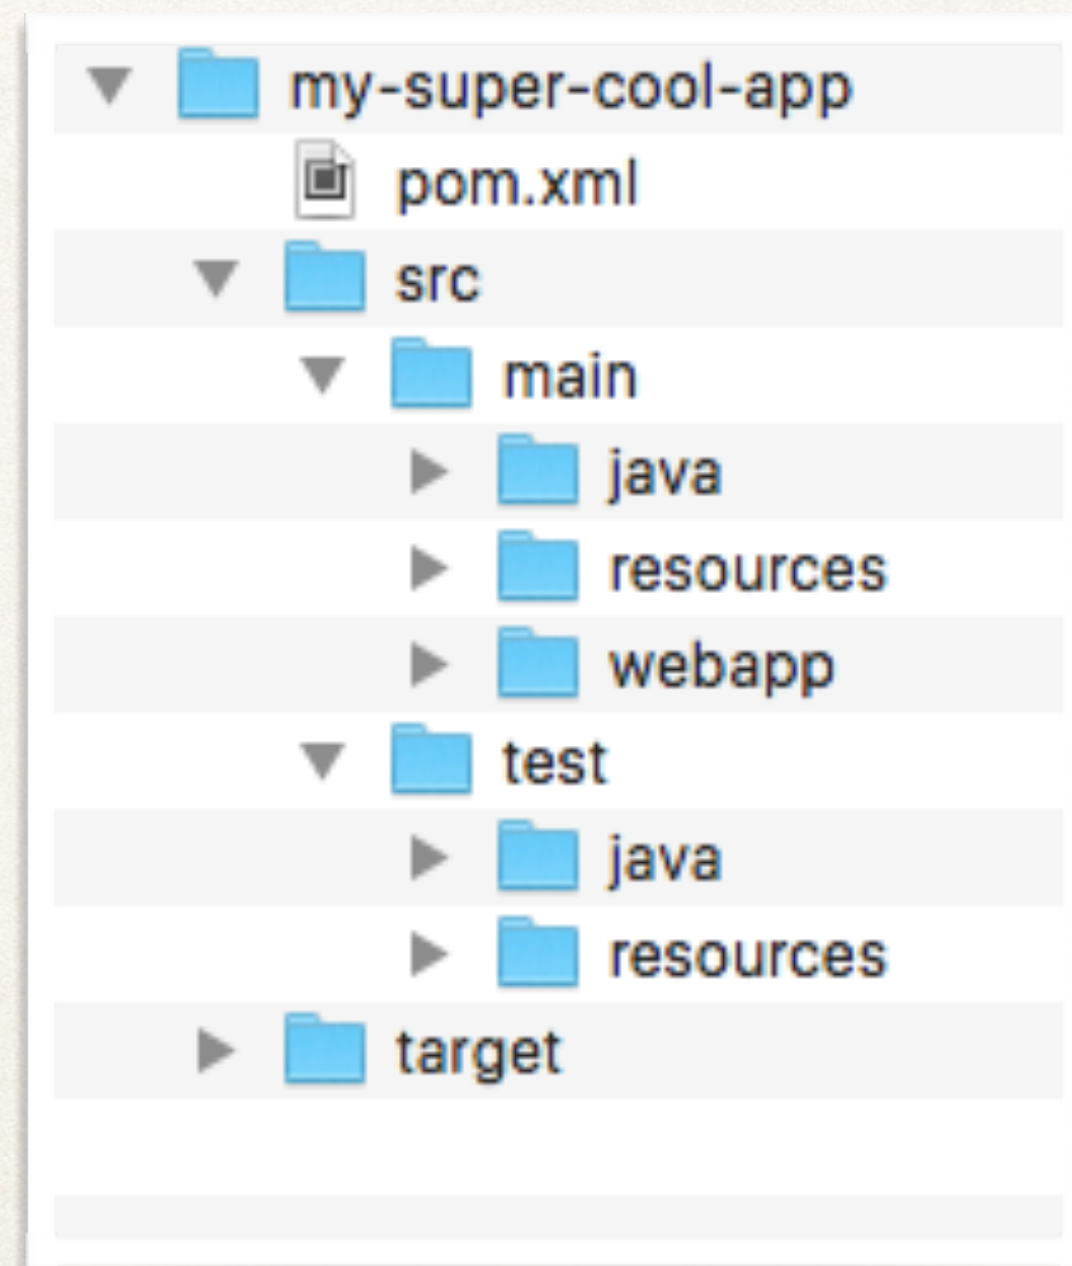 my-super-cool-app
pom.xml
src
main
java
resources
webapp
test
java
resources
target